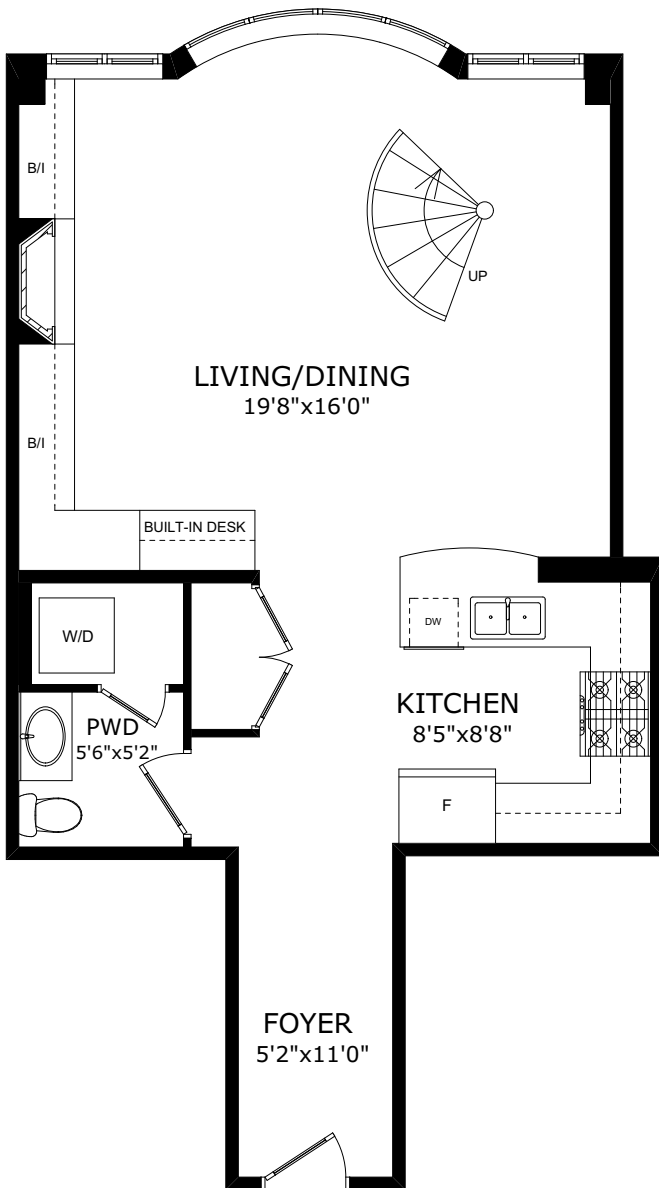 B/I
UP
LIVING/DINING
19'8"x16'0"
B/I
BUILT-IN DESK
W/D
DW
PWD
5'6"x5'2"
KITCHEN
8'5"x8'8"
F
FOYER
5'2"x11'0"